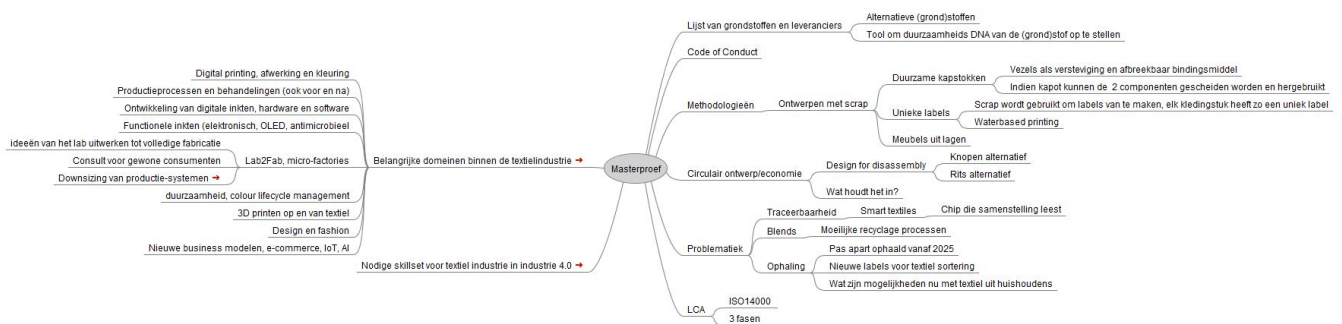 Masterproef
Lijst van grondstoffen en leveranciers
Alternatieve (grond)stoffen
Tool om duurzaamheids DNA van de (grond)stof op te stellen
Code of Conduct
Methodologieën
Ontwerpen met scrap
Duurzame kapstokken
Vezels als versteviging en afbreekbaar bindingsmiddel
Indien kapot kunnen de 2 componenten gescheiden worden en hergebruikt
Unieke labels
Scrap wordt gebruikt om labels van te maken, elk kledingstuk heeft zo een uniek label
Waterbased printing
Meubels uit lagen
Circulair ontwerp/economie
Design for disassembly
Knopen alternatief
Rits alternatief
Wat houdt het in?
Problematiek
Traceerbaarheid
Smart textiles
Chip die samenstelling leest
Blends
Moeilijke recyclage processen
Ophaling
Pas apart ophaald vanaf 2025
Nieuwe labels voor textiel sortering
Wat zijn mogelijkheden nu met textiel uit huishoudens
LCA
ISO14000
3 fasen
Belangrijke domeinen binnen de textielindustrie
Digital printing, afwerking en kleuring
Productieprocessen en behandelingen (ook voor en na)
Ontwikkeling van digitale inkten, hardware en software
Functionele inkten (elektronisch, OLED, antimicrobieel
Lab2Fab, micro-factories
ideeën van het lab uitwerken tot volledige fabricatie
Consult voor gewone consumenten
Downsizing van productie-systemen
duurzaamheid, colour lifecycle management
3D printen op en van textiel
Design en fashion
Nieuwe business modelen, e-commerce, IoT, AI
Nodige skillset voor textiel industrie in industrie 4.0